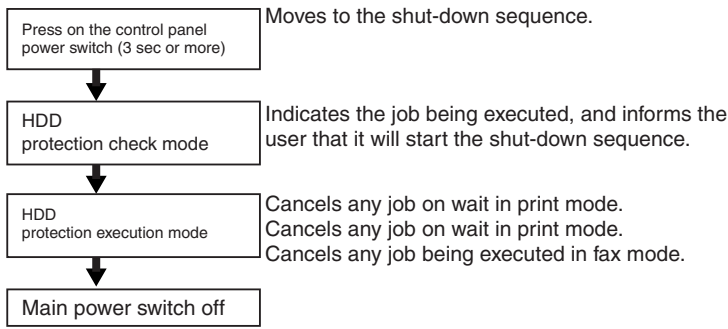 Press on the control panel
power switch (3 sec or more)
Moves to the shut-down sequence.
HDD
protection check mode
Indicates the job being executed, and informs the
user that it will start the shut-down sequence.
HDD
protection execution mode
Cancels any job on wait in print mode.
Cancels any job on wait in print mode.
Cancels any job being executed in fax mode.
Main power switch off